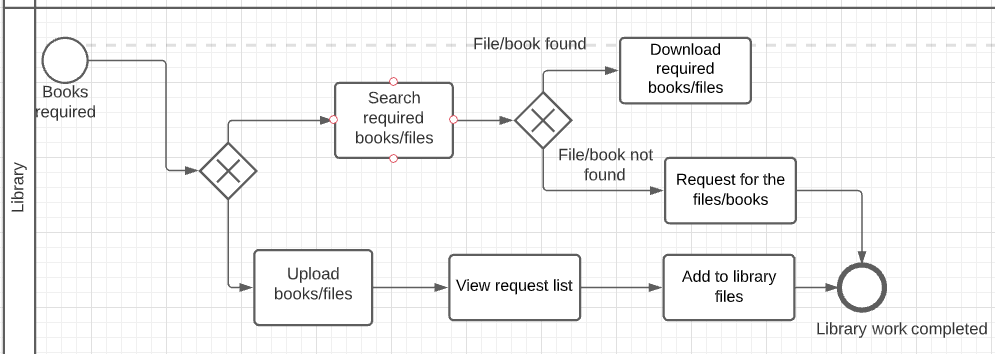 Library
Books
required
Search
required
books/files
File/book found
Download
required
books/files
File/book not
found
Request for the
files/books
Upload
books/files
View request list
Add to library
files
Library work completed